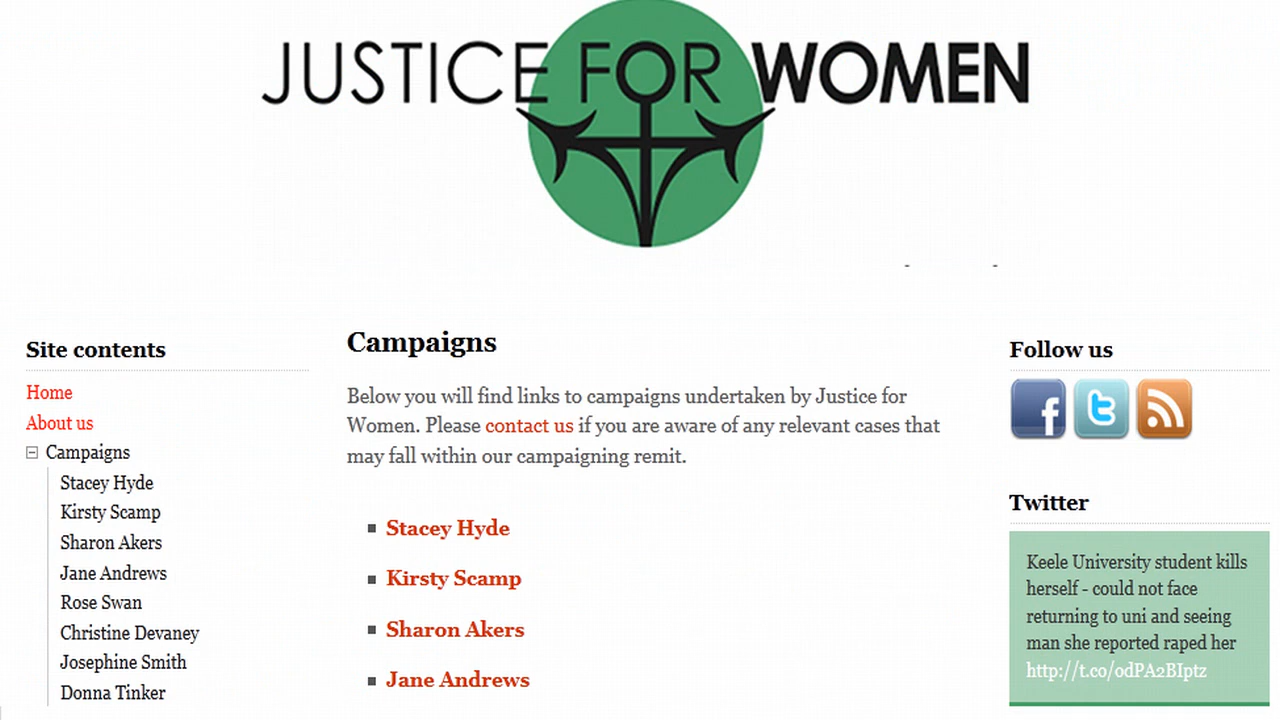 JUSTICE FOR WOMEN
Site contents
Home
About us
Campaigns
Stacey Hyde
Kirsty Scamp
Sharon Akers
Jane Andrews
Rose Swan
Christine Devaney
Josephine Smith
Donna Tinker
Campaigns
Below you will find links to campaigns undertaken by Justice for
Women. Please contact us if you are aware of any relevant cases that
may fall within our campaigning remit.
Stacey Hyde
Kirsty Scamp
Sharon Akers
Jane Andrews
Follow us
Twitter
Keele University student kills
herself - could not face
returning to uni and seeing
man she reported raped her
http://t.co/odPA2BIptz